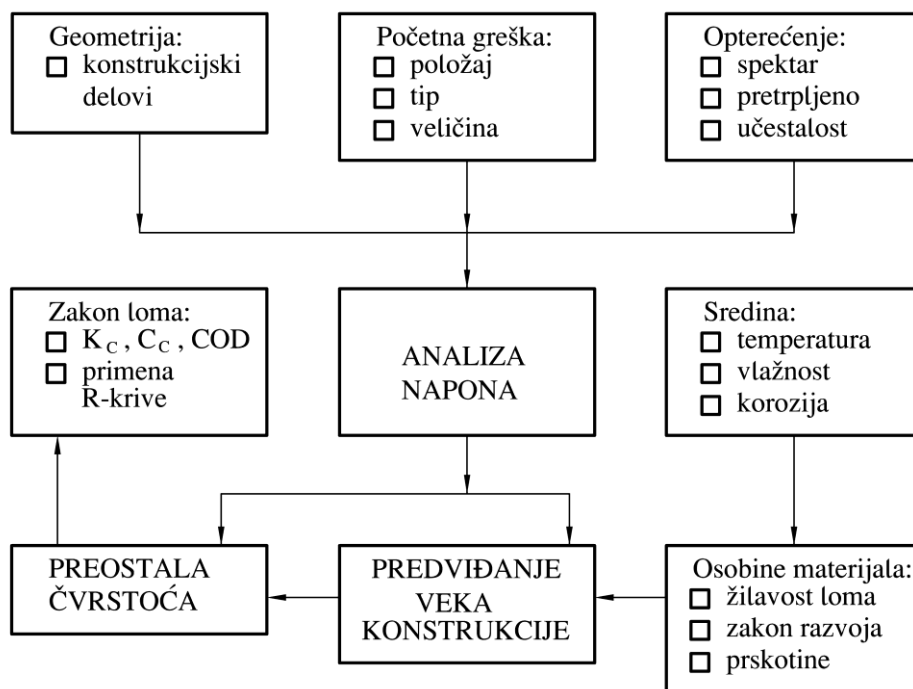 Geometrija:
konstrukcijski
delovi
Početna greška:
položaj
tip
veličina
Opterećenje:
spektar
pretrpljeno
učestalost
Zakon loma:
K_C , C_C , COD
primena
R-krive
ANALIZA
NAPONA
Sredina:
temperatura
vlažnost
korozija
PREOSTALA
ČVRSTOĆA
PREDVIĐANJE
VEKA
KONSTRUKCIJE
Osobine materijala:
žilavost loma
zakon razvoja
prskotine